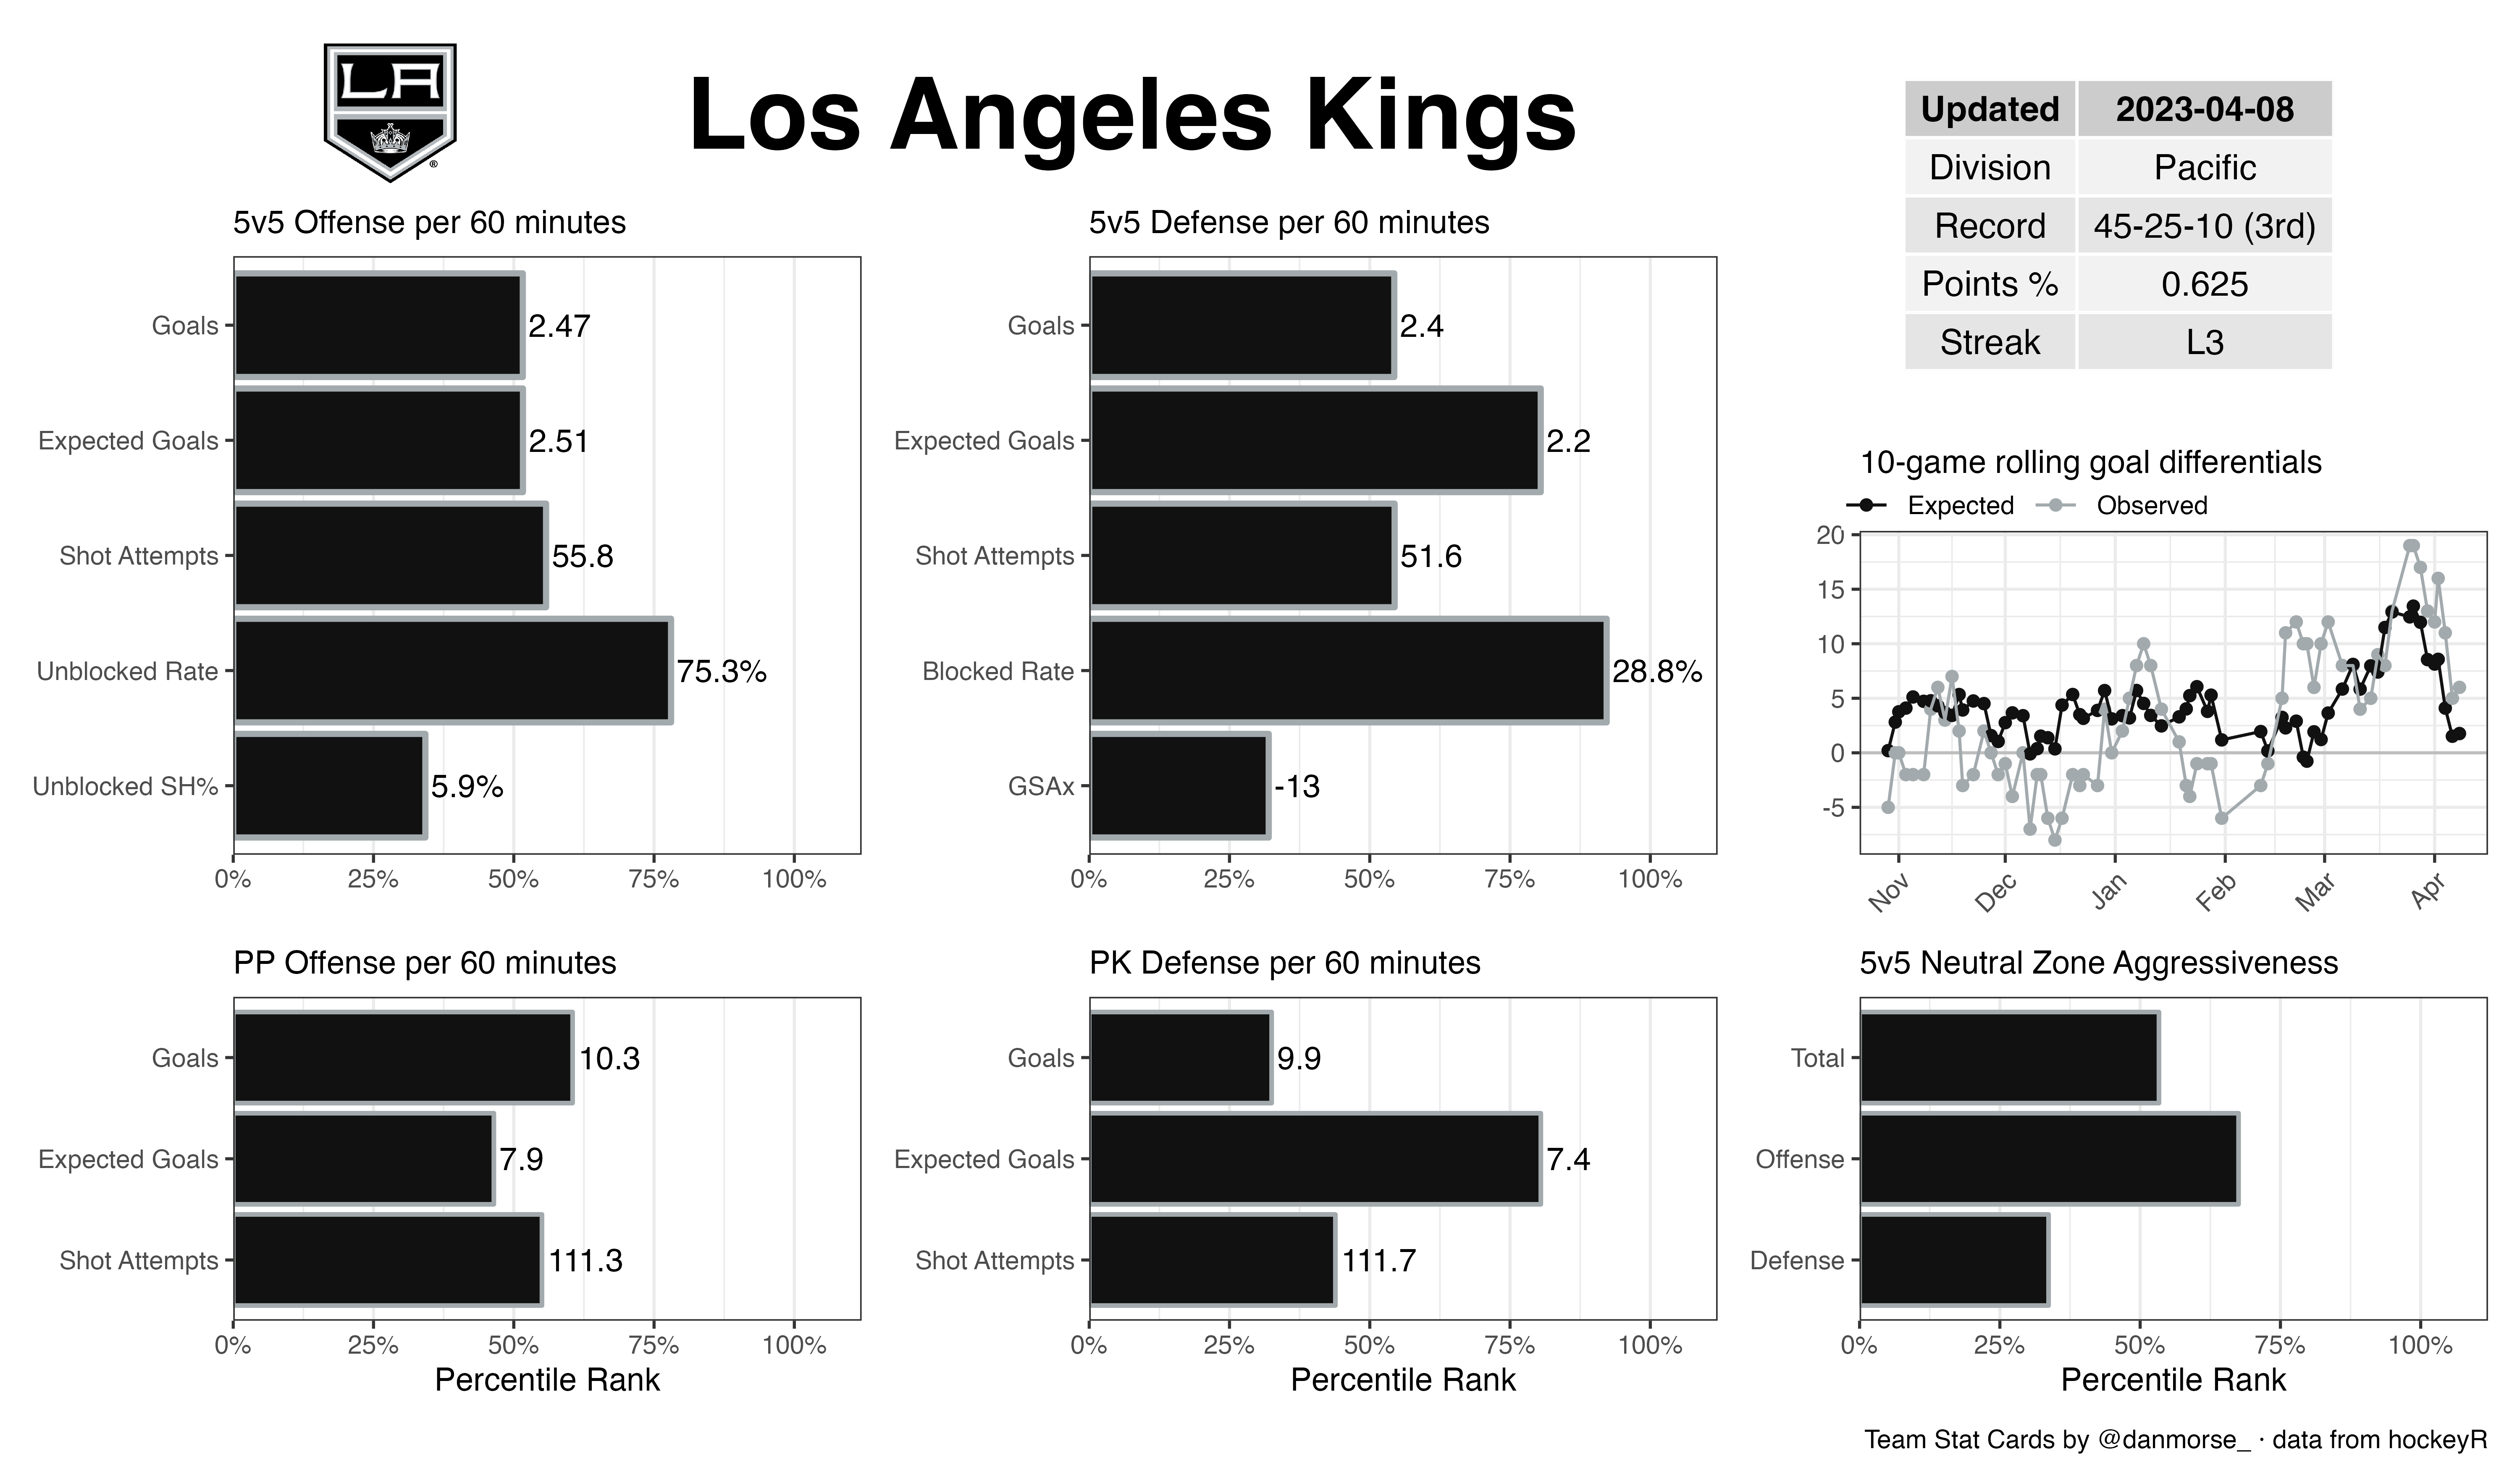 LA
®
Los Angeles Kings
Updated 2023-04-08
Division Pacific
Record 45-25-10 (3rd)
Points % 0.625
Streak L3
5v5 Offense per 60 minutes
Goals 2.47
Expected Goals 2.51
Shot Attempts 55.8
Unblocked Rate 75.3%
Unblocked SH% 5.9%
0% 25% 50% 75% 100%
5v5 Defense per 60 minutes
Goals 2.4
Expected Goals 2.2
Shot Attempts 51.6
Blocked Rate 28.8%
GSAx -13
0% 25% 50% 75% 100%
10-game rolling goal differentials
Expected Observed
20
15
10
5
0
-5
Nov Dec Jan Feb Mar Apr
PP Offense per 60 minutes
Goals 10.3
Expected Goals 7.9
Shot Attempts 111.3
0% 25% 50% 75% 100%
Percentile Rank
PK Defense per 60 minutes
Goals 9.9
Expected Goals 7.4
Shot Attempts 111.7
0% 25% 50% 75% 100%
Percentile Rank
5v5 Neutral Zone Aggressiveness
Total
Offense
Defense
0% 25% 50% 75% 100%
Percentile Rank
Team Stat Cards by @danmorse_ · data from hockeyR